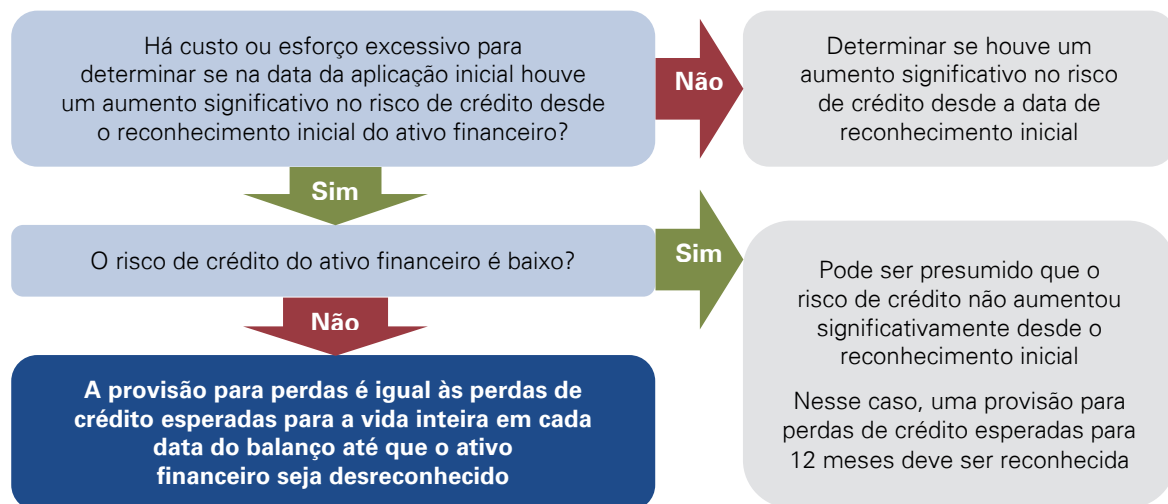 Há custo ou esforço excessivo para
determinar se na data da aplicação inicial houve
um aumento significativo no risco de crédito desde
o reconhecimento inicial do ativo financeiro?
Não
Determinar se houve um
aumento significativo no risco
de crédito desde a data de
reconhecimento inicial
Sim
O risco de crédito do ativo financeiro é baixo?
Sim
Pode ser presumido que o
risco de crédito não aumentou
significativamente desde o
reconhecimento inicial
Nesse caso, uma provisão para
perdas de crédito esperadas para
12 meses deve ser reconhecida
Não
A provisão para perdas é igual às perdas de
crédito esperadas para a vida inteira em cada
data do balanço até que o ativo
financeiro seja desreconhecido